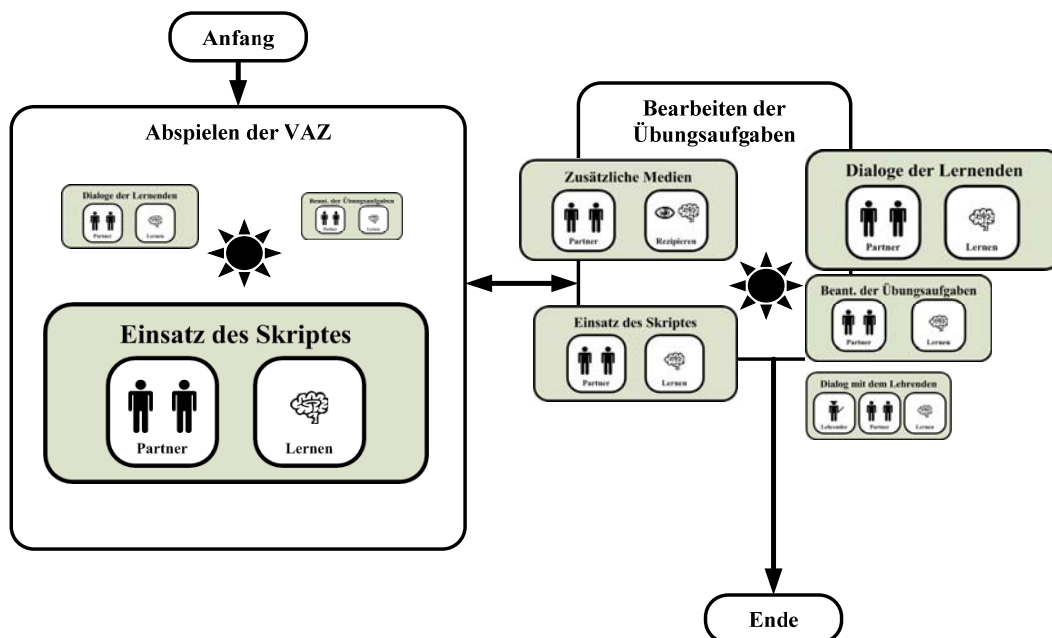 Anfang
Abspielen der VAZ
Dialoge der Lernenden
Partner
Lernen
Beant. der Übungsaufgaben
Partner
Lernen
Einsatz des Skriptes
Partner
Lernen
Bearbeiten der
Übungsaufgaben
Zusätzliche Medien
Partner
Rezipieren
Dialoge der Lernenden
Partner
Lernen
Einsatz des Skriptes
Partner
Lernen
Beant. der Übungsaufgaben
Partner
Lernen
Dialog mit dem Lehrenden
Lehrender
Partner
Lernen
Ende